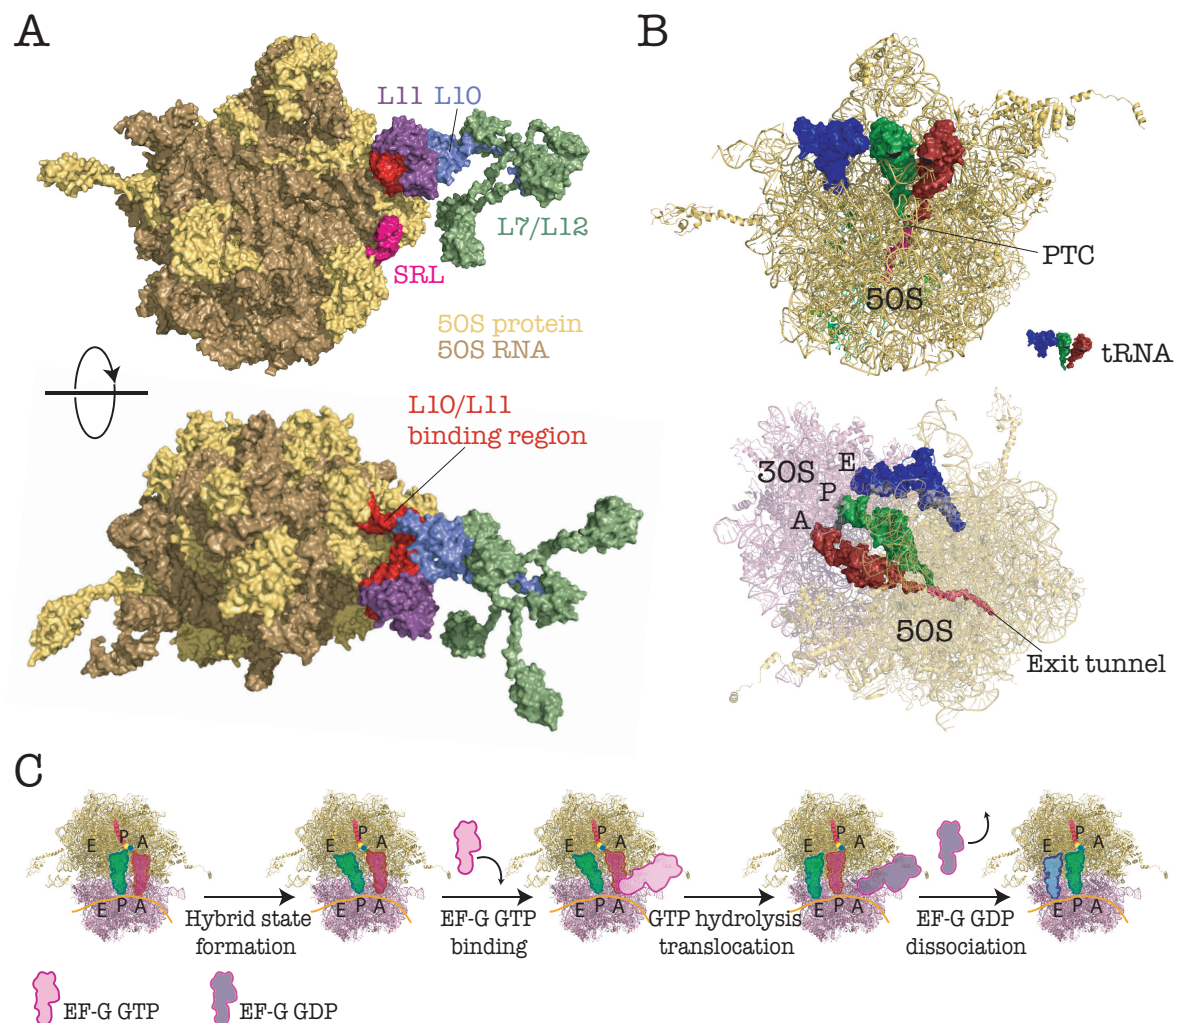 A
L11 L10
L7/L12
SRL
50S protein
50S RNA
L10/L11
binding region
B
PTC
50S
tRNA
30S
E
P
A
50S
Exit tunnel
C
E P A
E P A
Hybrid state
formation
E P A
E P A
EF-G GTP
binding
E P A
E P A
GTP hydrolysis
translocation
E P A
E P A
EF-G GDP
dissociation
E P A
E P A
EF-G GTP
EF-G GDP